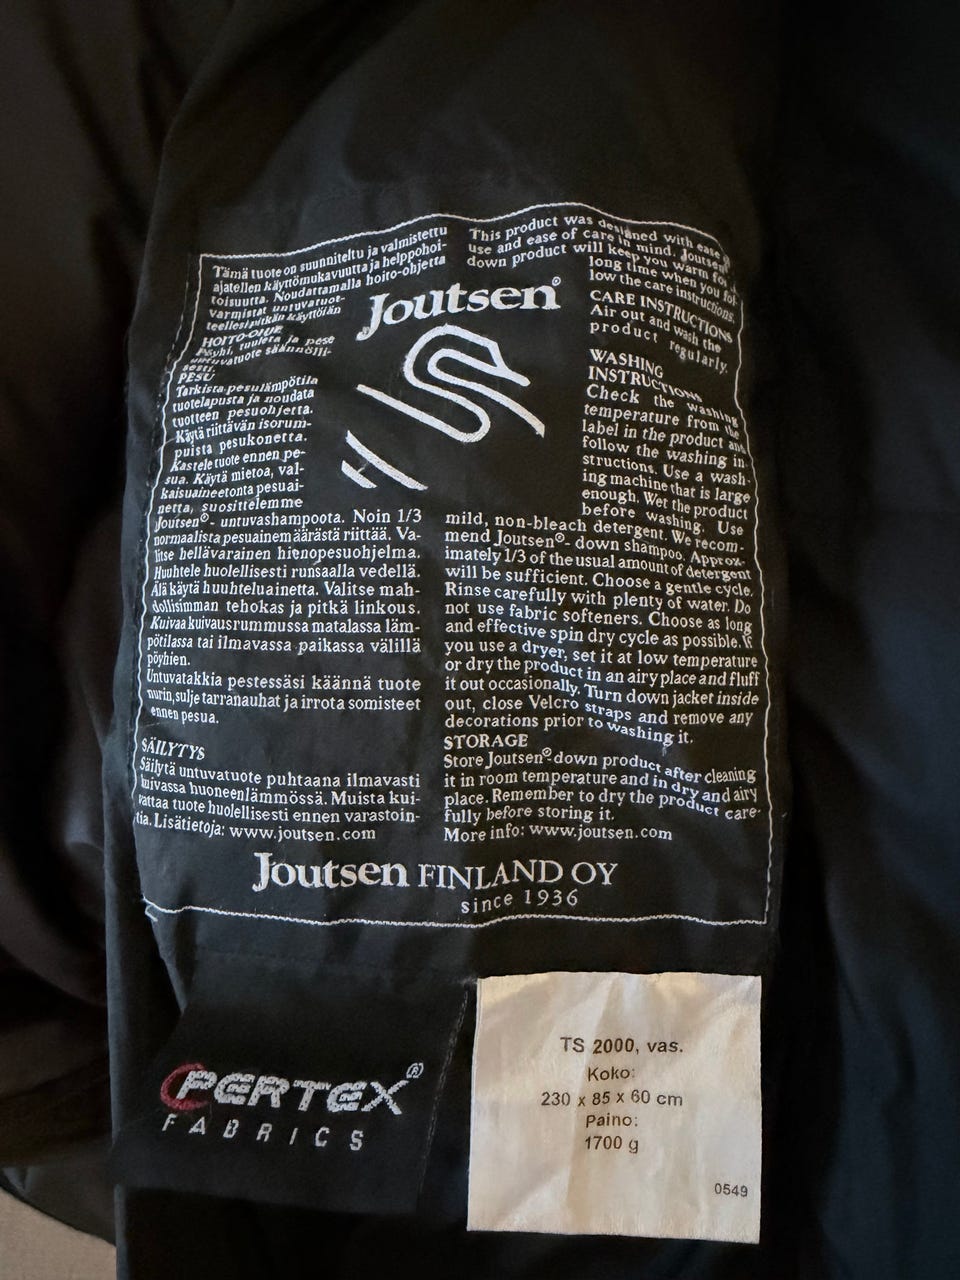 Tämä tuote on suunniteltu ja valmistettu
ajatellen käyttömukavuutta ja helppohoi-
toisuutta. Noudattamalla hoito-ohjetta
varmistat untuvatuot-
teellesi pitkän käyttöiän
HOITO-OHJE
Pöyhi, tuuleta ja pese
untuvatuote säännölli-
sesti.
PESU
Tarkista pesulämpötila
tuotelapusta ja noudata
tuotteen pesuohjetta.
Käytä riittävän isorum-
puista pesukonetta.
Kastele tuote ennen pe-
sua. Käytä mietoa, val-
kaisuaineetonta pesuai-
netta, suosittelemme
Joutsen®- untuvashampoota. Noin 1/3
normaalista pesuainemäärästä riittää. Va-
litse hellävarainen hienopesuohjelma.
Huuhtele huolellisesti runsaalla vedellä.
Älä käytä huuhteluainetta. Valitse mah-
dollisimman tehokas ja pitkä linkous.
Kuivaa kuivausrummussa matalassa läm-
pötilassa tai ilmavassa paikassa välillä
pöyhien.
Untuvatakkia pestessäsi käännä tuote
nurin, sulje tarranauhat ja irrota somisteet
ennen pesua.
SÄILYTYS
Säilytä untuvatuote puhtaana ilmavasti
kuivassa huoneenlämmössä. Muista kui-
vattaa tuote huolellisesti ennen varastoin-
tia. Lisätietoja: www.joutsen.com
Joutsen®
This product was designed with ease of
use and ease of care in mind. Joutsen®
down product will keep you warm for a
long time when you fol-
low the care instructions.
CARE INSTRUCTIONS
Air out and wash the
product regularly.
WASHING
INSTRUCTIONS
Check the washing
temperature from the
label in the product and
follow the washing in-
structions. Use a wash-
ing machine that is large
enough. Wet the product
before washing. Use
mild, non-bleach detergent. We recom-
mend Joutsen®- down shampoo. Approx-
imately 1/3 of the usual amount of detergent
will be sufficient. Choose a gentle cycle.
Rinse carefully with plenty of water. Do
not use fabric softeners. Choose as long
and effective spin dry cycle as possible. If
you use a dryer, set it at low temperature
or dry the product in an airy place and fluff
it out occasionally. Turn down jacket inside
out, close Velcro straps and remove any
decorations prior to washing it.
STORAGE
Store Joutsen® down product after cleaning
it in room temperature and in dry and airy
place. Remember to dry the product care-
fully before storing it.
More info: www.joutsen.com
Joutsen FINLAND OY
since 1936
PERTEX®
FABRICS
TS 2000, vas.
Koko:
230 x 85 x 60 cm
Paino:
1700 g
0549